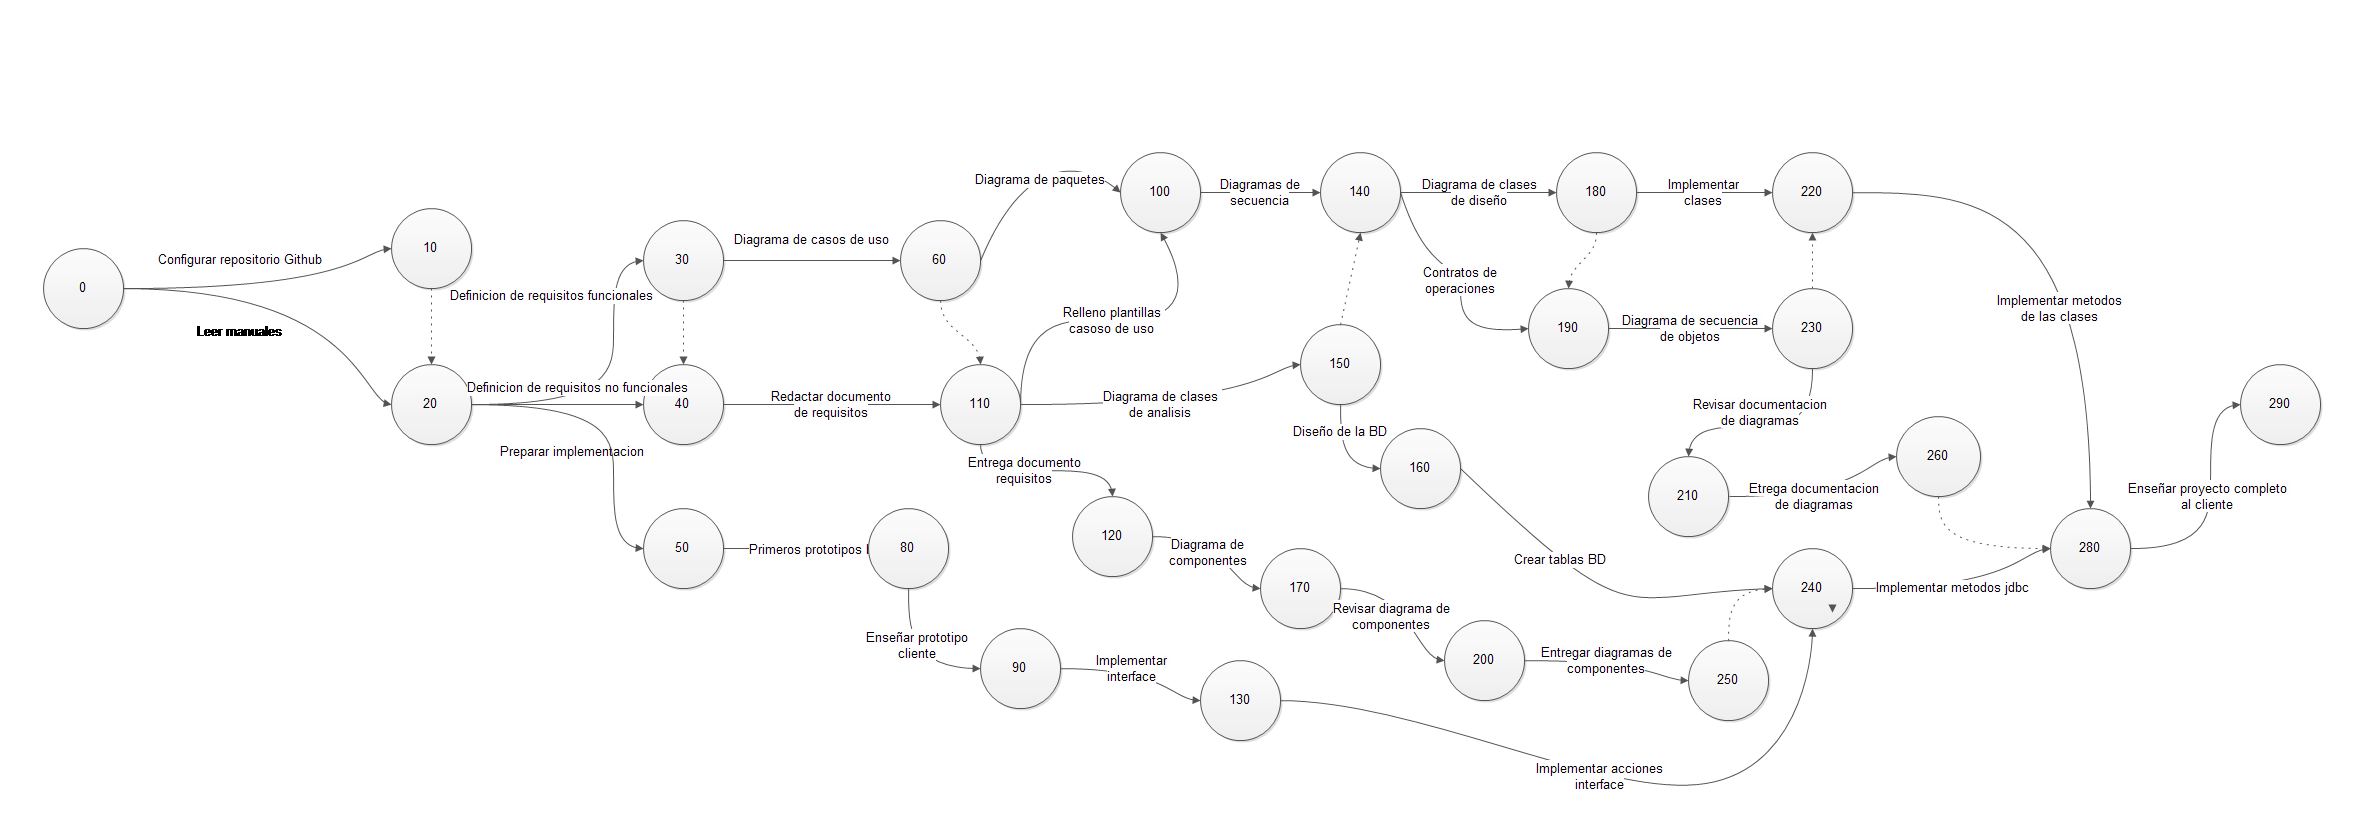 0
Configurar repositorio Github
Leer manuales
10
20
Definicion de requisitos funcionales
Definicion de requisitos no funcionales
Preparar implementacion
30
40
50
Diagrama de casos de uso
Redactar documento
de requisitos
Primeros prototipos
60
110
80
Diagrama de paquetes
Relleno plantillas
casoso de uso
Diagrama de clases
de analisis
Entrega documento
requisitos
Enseñar prototipo
cliente
90
100
120
Diagramas de
secuencia
140
150
Diseño de la BD
160
Diagrama de
componentes
170
Implementar
interface
130
Diagrama de clases
de diseño
Contratos de
operaciones
180
190
Implementar
clases
Diagrama de secuencia
de objetos
220
230
Revisar documentacion
de diagramas
210
Etrega documentacion
de diagramas
260
Crear tablas BD
Revisar diagrama de
componentes
200
Entregar diagramas de
componentes
250
240
Implementar acciones
interface
Implementar metodos jdbc
Implementar metodos
de las clases
280
Enseñar proyecto completo
al cliente
290